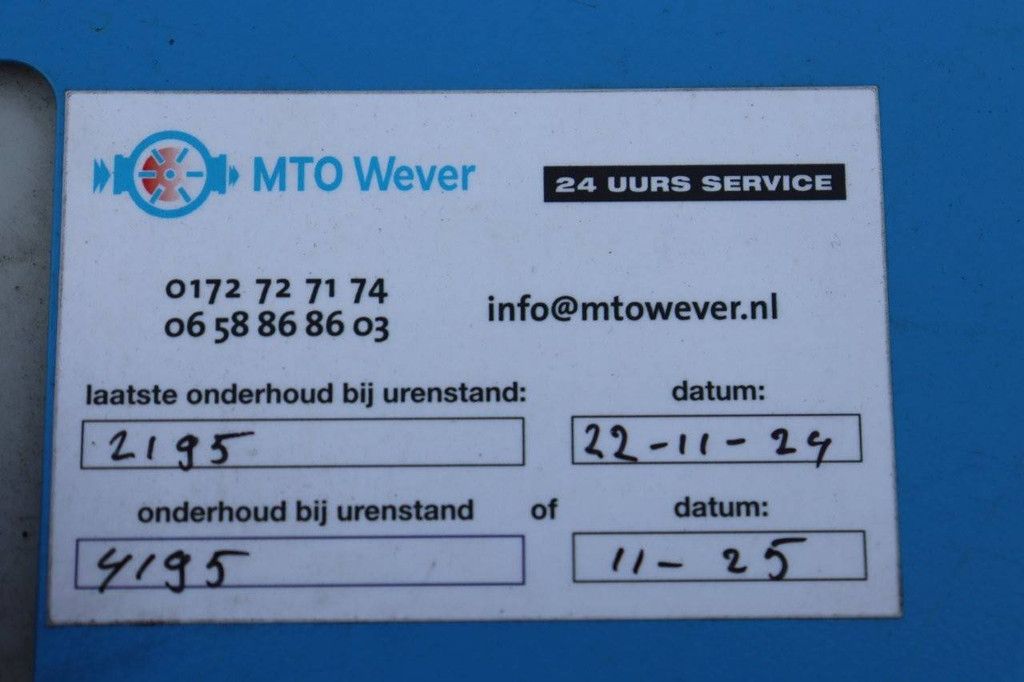 MTO Wever
24 UURS SERVICE
0172 72 71 74
06 58 86 86 03
info@mtowever.nl
laatste onderhoud bij urenstand:
datum:
2195
22-11-24
onderhoud bij urenstand of datum:
4195
11-25